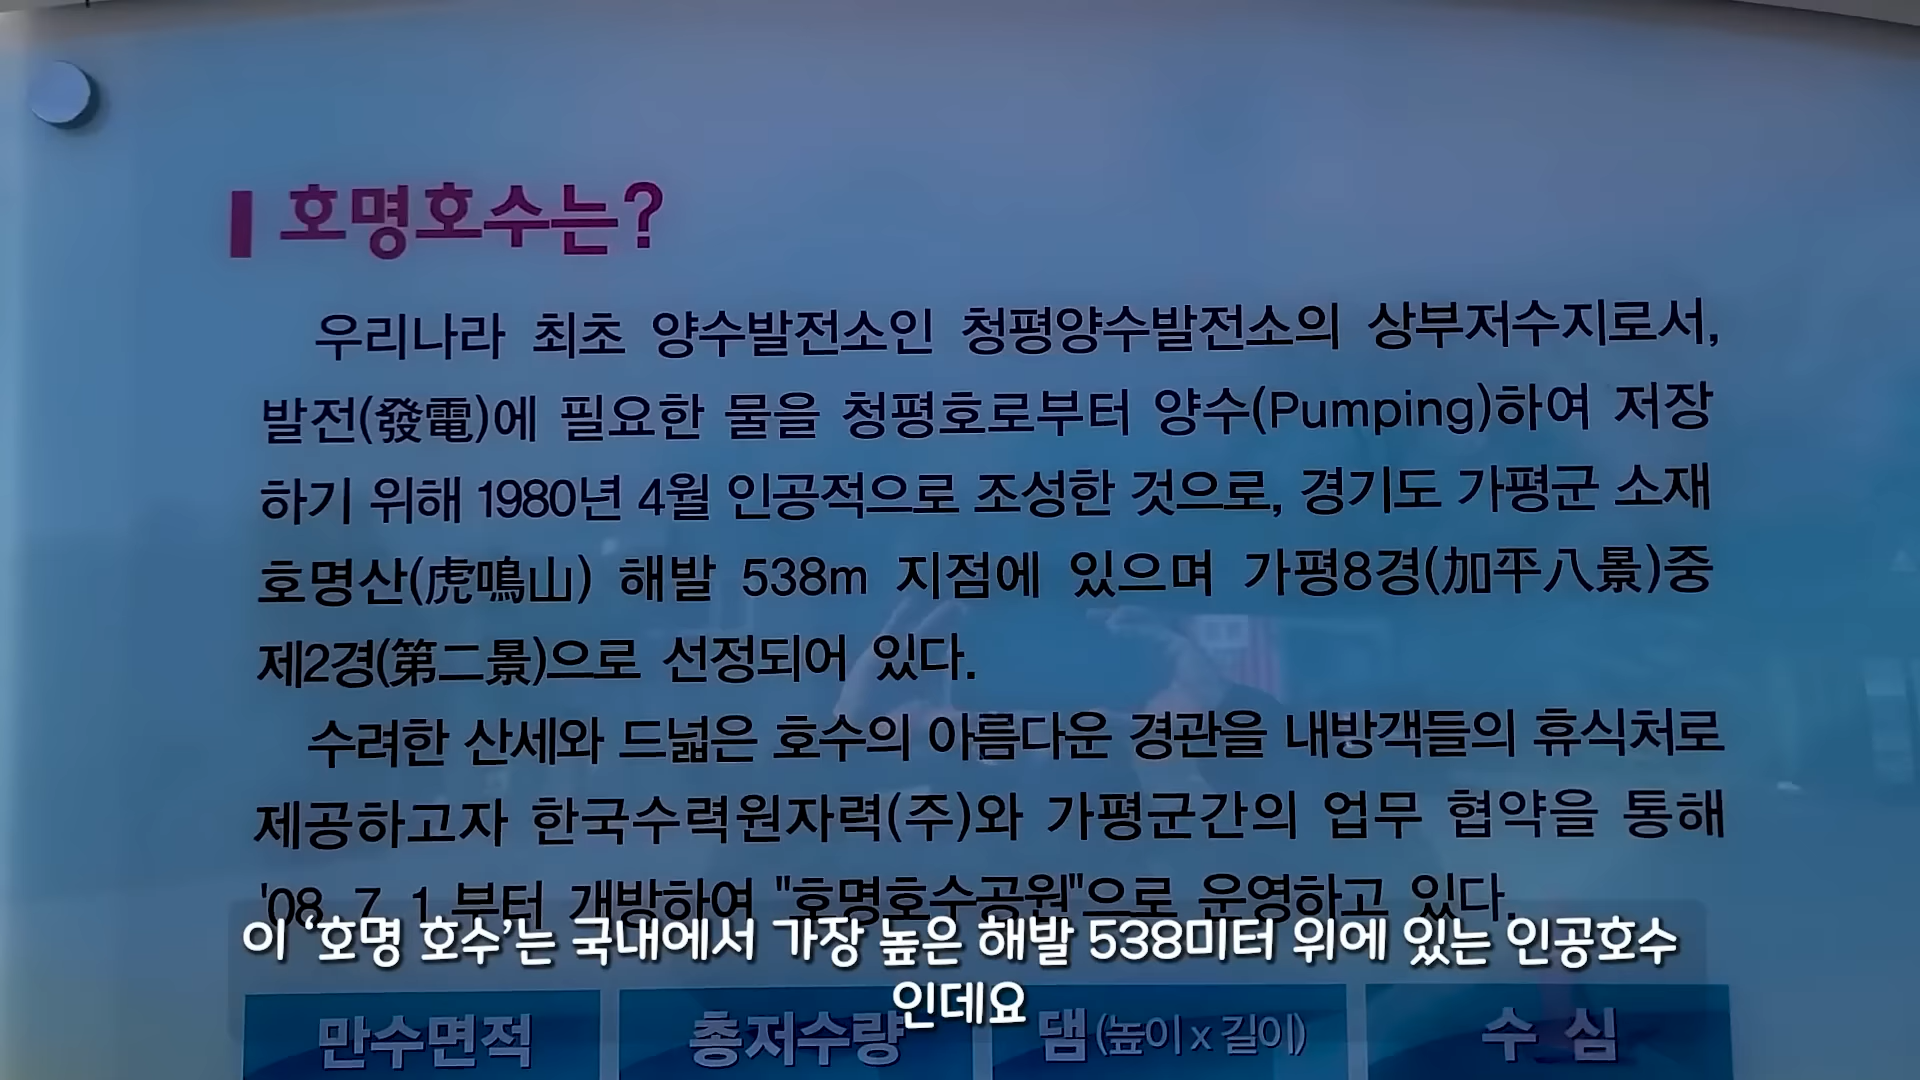 호명호수는?
우리나라 최초 양수발전소인 청평양수발전소의 상부저수지로서,
발전(發電)에 필요한 물을 청평호로부터 양수(Pumping)하여 저장
하기 위해 1980년 4월 인공적으로 조성한 것으로, 경기도 가평군 소재
호명산(虎鳴山) 해발 538m 지점에 있으며 가평8경(加平八景)중
제2경(第二景)으로 선정되어 있다.
수려한 산세와 드넓은 호수의 아름다운 경관을 내방객들의 휴식처로
제공하고자 한국수력원자력(주)와 가평군간의 업무 협약을 통해
'08. 7. 1 부터 개방하여 "호명호수공원"으로 운영하고 있다.
이 ‘호명 호수’는 국내에서 가장 높은 해발 538미터 위에 있는 인공호수
인데요
만수면적 총저수량 댐(높이 x 길이) 수 심